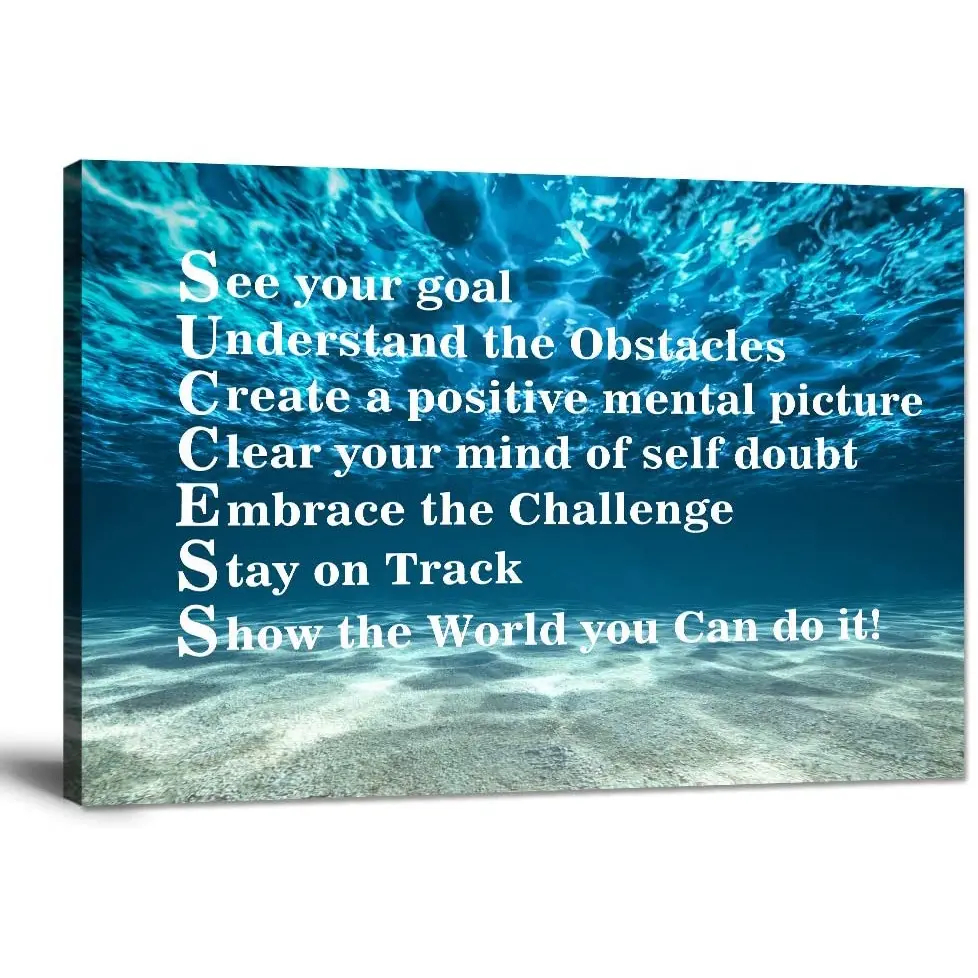 See your goal
Understand the Obstacles
Create a positive mental picture
Clear your mind of self doubt
Embrace the Challenge
Stay on Track
Show the World you Can do it!